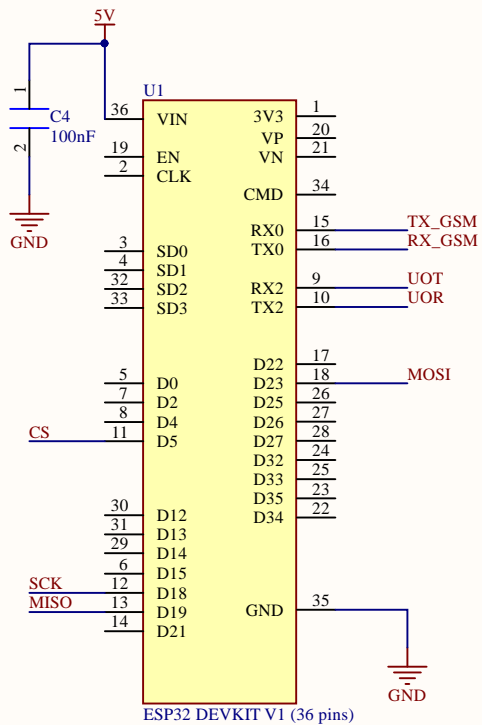 5V
1
C4
100nF
2
GND
U1
36 VIN
19 EN
2 CLK
3 SD0
4 SD1
32 SD2
33 SD3
5 D0
7 D2
8 D4
CS 11 D5
30 D12
31 D13
29 D14
6 D15
SCK 12 D18
MISO 13 D19
14 D21
3V3 1
VP 20
VN 21
CMD 34
RX0 15 TX_GSM
TX0 16 RX_GSM
RX2 9 UOT
TX2 10 UOR
D22 17
D23 18 MOSI
D25 26
D26 27
D27 28
D32 24
D33 25
D35 23
D34 22
GND 35
GND
ESP32 DEVKIT V1 (36 pins)